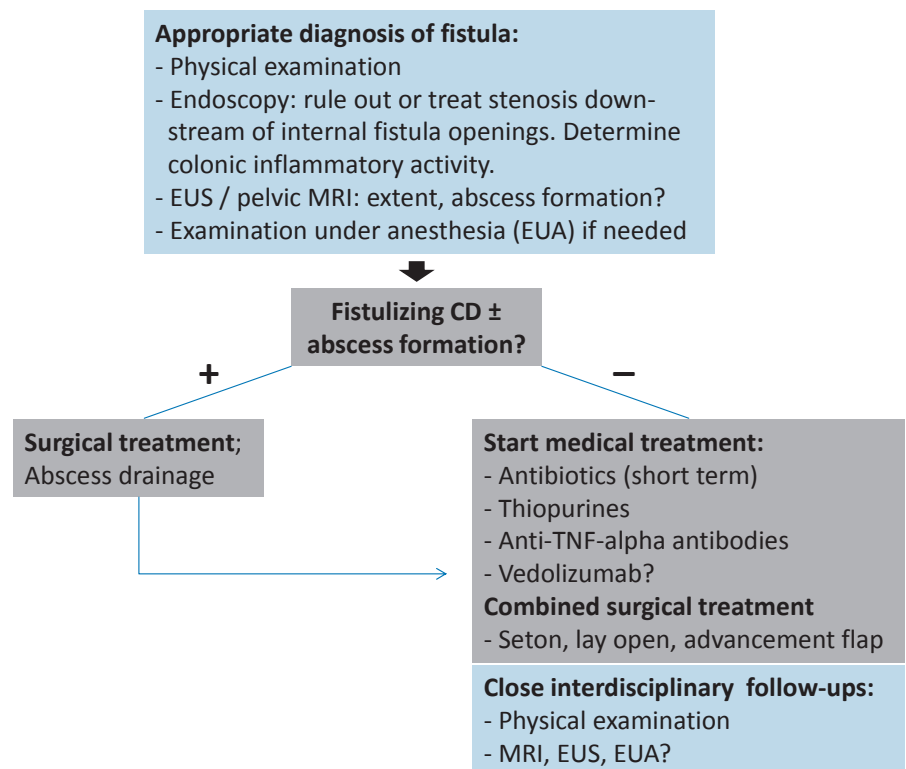 Appropriate diagnosis of fistula:
- Physical examination
- Endoscopy: rule out or treat stenosis down-
stream of internal fistula openings. Determine
colonic inflammatory activity.
- EUS / pelvic MRI: extent, abscess formation?
- Examination under anesthesia (EUA) if needed
Fistulizing CD ±
abscess formation?
+
–
Surgical treatment;
Abscess drainage
Start medical treatment:
- Antibiotics (short term)
- Thiopurines
- Anti-TNF-alpha antibodies
- Vedolizumab?
Combined surgical treatment
- Seton, lay open, advancement flap
Close interdisciplinary follow-ups:
- Physical examination
- MRI, EUS, EUA?